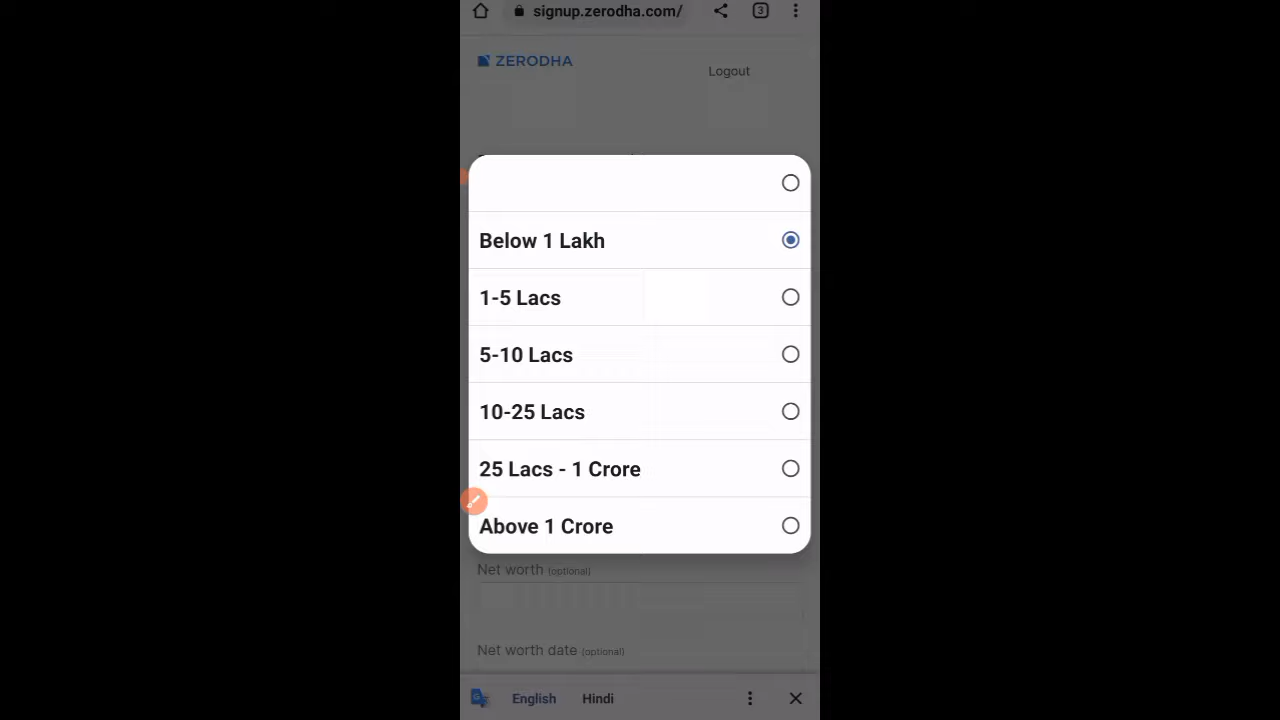 signup.zerodha.com/
3
ZERODHA
Logout
Below 1 Lakh
1-5 Lacs
5-10 Lacs
10-25 Lacs
25 Lacs - 1 Crore
Above 1 Crore
Net worth (optional)
Net worth date (optional)
English Hindi